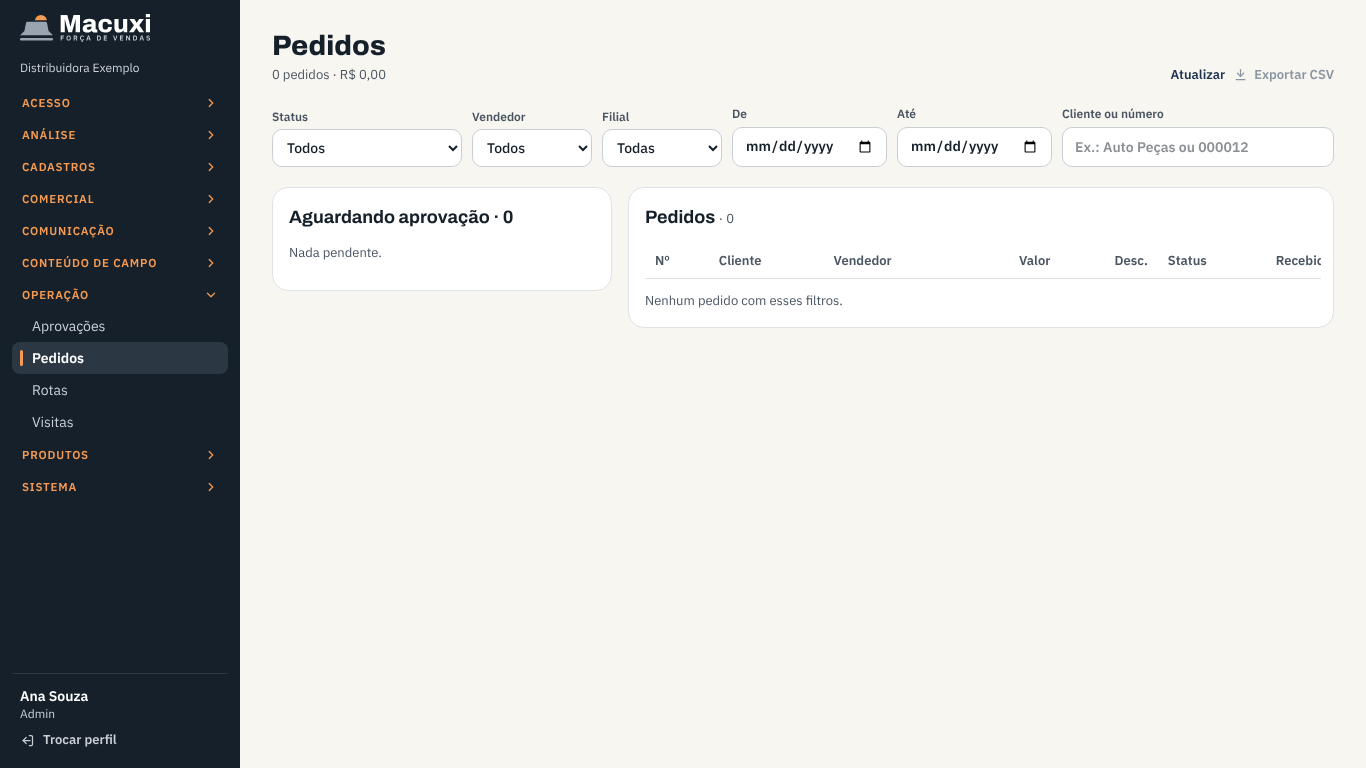 Macuxi
FORÇA DE VENDAS
Distribuidora Exemplo
ACESSO
ANÁLISE
CADASTROS
COMERCIAL
COMUNICAÇÃO
CONTEÚDO DE CAMPO
OPERAÇÃO
Aprovações
Pedidos
Rotas
Visitas
PRODUTOS
SISTEMA
Ana Souza
Admin
Trocar perfil
Pedidos
0 pedidos · R$ 0,00
Atualizar Exportar CSV
Status Vendedor Filial De Até Cliente ou número
Todos Todos Todas mm/dd/yyyy mm/dd/yyyy Ex.: Auto Peças ou 000012
Aguardando aprovação · 0
Nada pendente.
Pedidos · 0
Nº Cliente Vendedor Valor Desc. Status
Nenhum pedido com esses filtros.